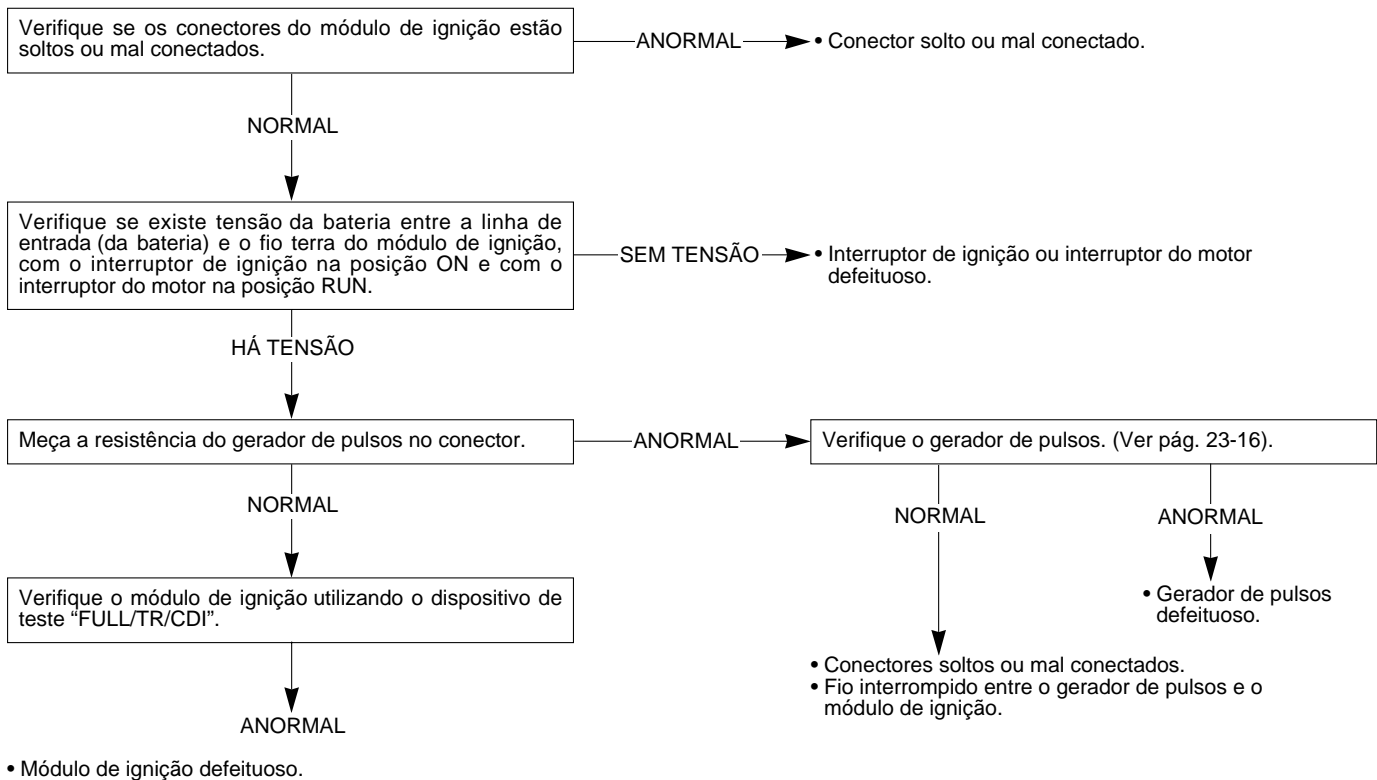 Verifique se os conectores do módulo de ignição estão
soltos ou mal conectados.
ANORMAL
• Conector solto ou mal conectado.
NORMAL
Verifique se existe tensão da bateria entre a linha de
entrada (da bateria) e o fio terra do módulo de ignição,
com o interruptor de ignição na posição ON e com o
interruptor do motor na posição RUN.
SEM TENSÃO
• Interruptor de ignição ou interruptor do motor
defeituoso.
HÁ TENSÃO
Meça a resistência do gerador de pulsos no conector.
ANORMAL
Verifique o gerador de pulsos. (Ver pág. 23-16).
NORMAL
NORMAL
ANORMAL
Verifique o módulo de ignição utilizando o dispositivo de
teste “FULL/TR/CDI”.
• Gerador de pulsos
defeituoso.
• Conectores soltos ou mal conectados.
• Fio interrompido entre o gerador de pulsos e o
módulo de ignição.
ANORMAL
• Módulo de ignição defeituoso.